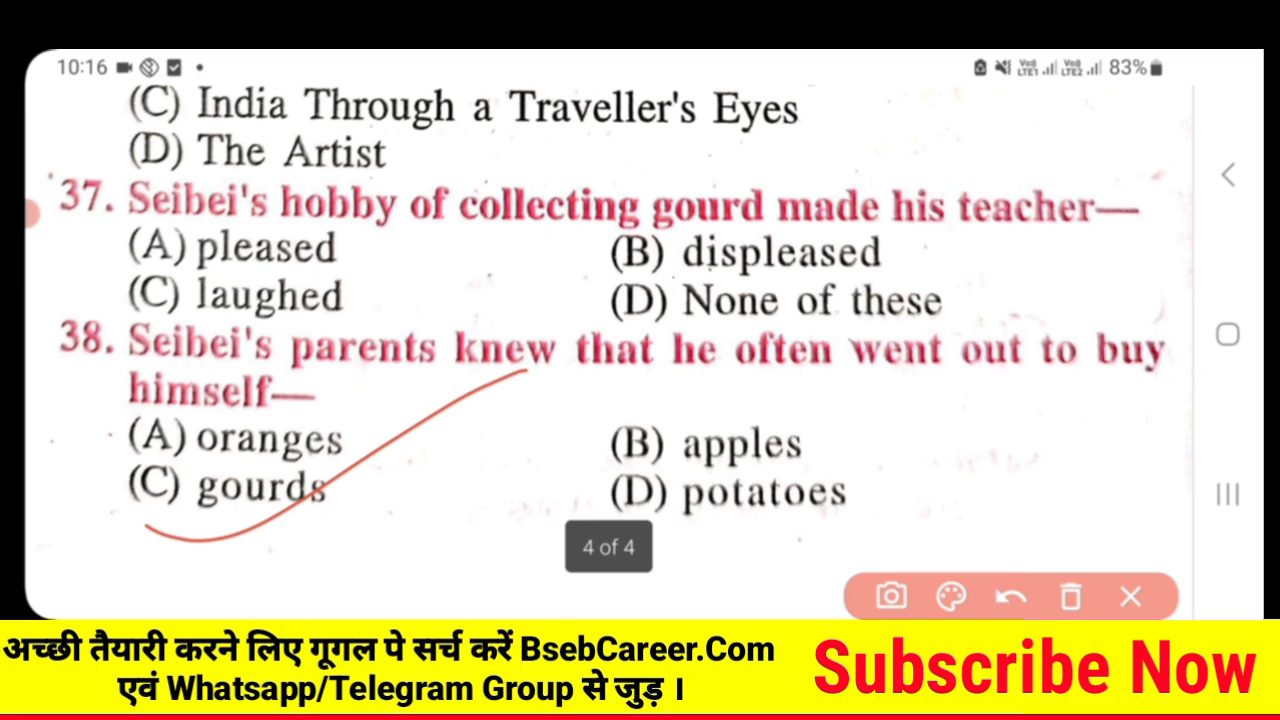 10:16 83%
(C) India Through a Traveller's Eyes
(D) The Artist
37. Seibei's hobby of collecting gourd made his teacher—
(A) pleased (B) displeased
(C) laughed (D) None of these
38. Seibei's parents knew that he often went out to buy
himself—
(A) oranges (B) apples
(C) gourds (D) potatoes
4 of 4
अच्छी तैयारी करने लिए गूगल पे सर्च करें BsebCareer.Com
एवं Whatsapp/Telegram Group से जुड़ ।
Subscribe Now